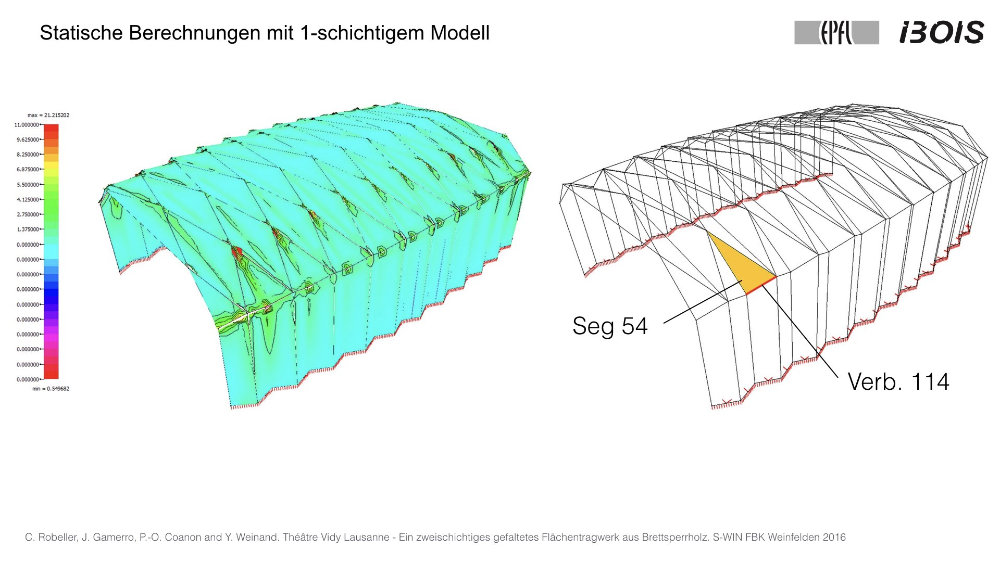 Statische Berechnungen mit 1-schichtigem Modell
EPFL
iBOIS
max = 21.215202
11.000000
9.625000
8.250000
6.875000
5.500000
4.125000
2.750000
1.375000
0.000000
0.000000
0.000000
0.000000
0.000000
0.000000
0.000000
0.000000
0.000000
0.000000
min = 0.549682
Seg 54
Verb. 114
C. Robeller, J. Gamerro, P.-O. Coanon and Y. Weinand. Théâtre Vidy Lausanne - Ein zweischichtiges gefaltetes Flächentragwerk aus Brettsperrholz. S-WIN FBK Weinfelden 2016